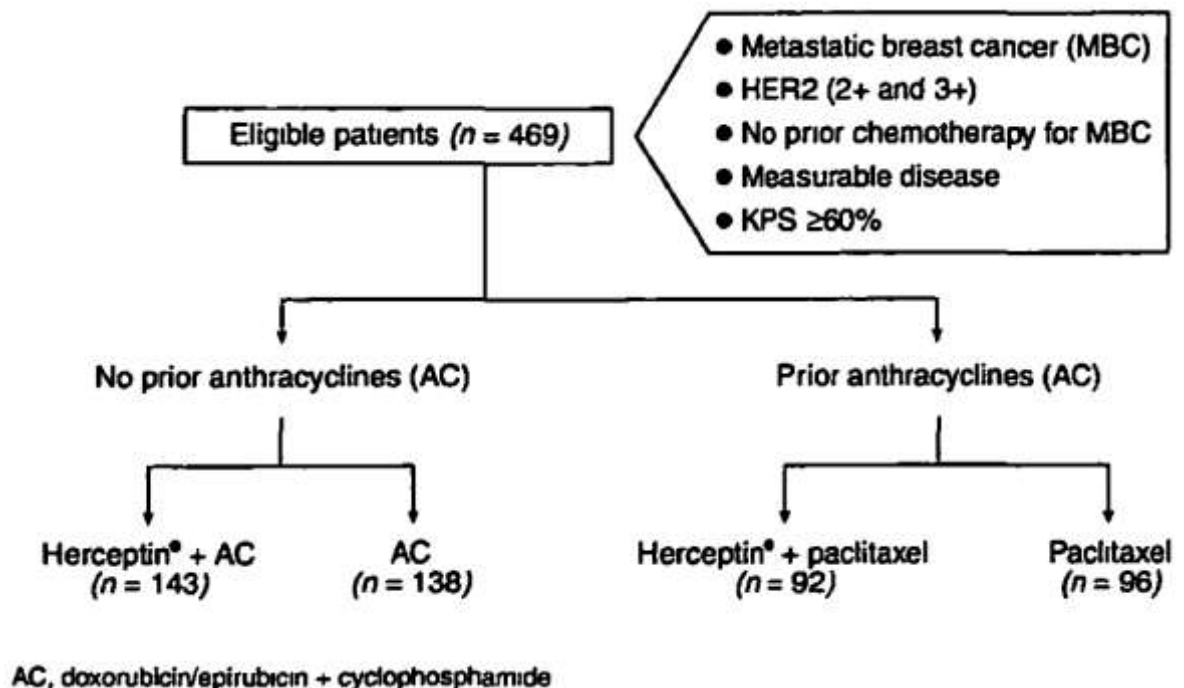 ● Metastatic breast cancer (MBC)
● HER2 (2+ and 3+)
● No prior chemotherapy for MBC
● Measurable disease
● KPS ≥60%
Eligible patients (n = 469)
No prior anthracyclines (AC)
Prior anthracyclines (AC)
Herceptin® + AC
(n = 143)
AC
(n = 138)
Herceptin® + paclitaxel
(n = 92)
Paclitaxel
(n = 96)
AC, doxorubicin/epirubicin + cyclophosphamide